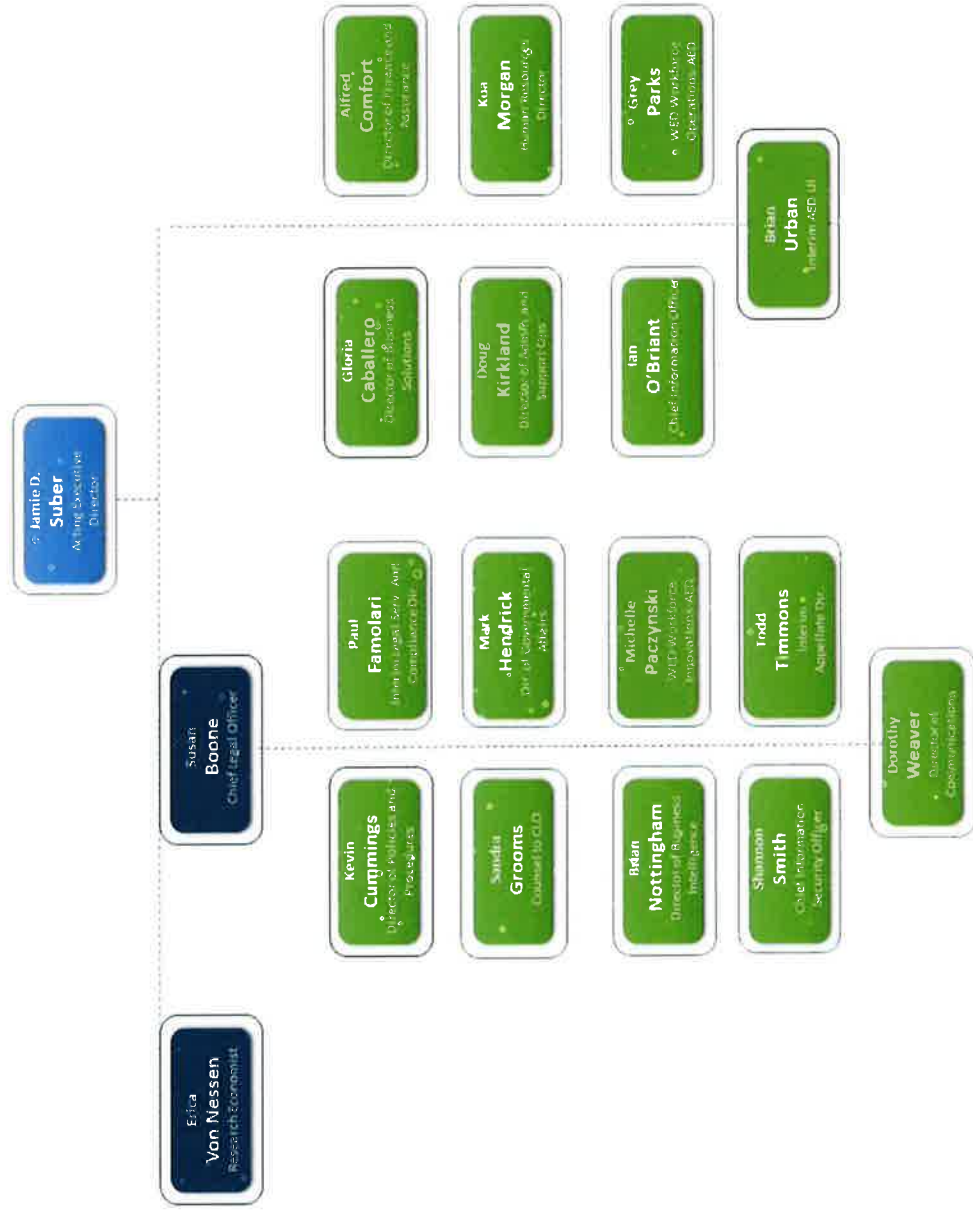 Jamie D.
Suber
Acting Executive
Director
Erica
Von Nessen
Research Economist
Susan
Boone
Chief Legal Officer
Kevin
Cummings
Director of Policies and
Procedures
Paul
Famolari
Interim Legal Serv. And
Compliance Dir.
Gloria
Caballero
Director of Business
Solutions
Alfred
Comfort
Director of Finance and
Assistance
Sandra
Grooms
Counsel to CLO
Mark
Hendrick
Dir. of Governmental
Affairs
Doug
Kirkland
Director of Admin and
Support Ops
Morgan
Human Resources
Director
Brian
Nottingham
Director of Business
Intelligence
Michelle
Paczynski
WED Workforce
Innovations AED
Ian
O'Briant
Chief Information Officer
Grey
Parks
WED Workforce
Operations AED
Shannon
Smith
Chief Information
Security Officer
Todd
Timmons
Interim
Appellate Dir.
Brian
Urban
Interim AED UI
Dorothy
Weaver
Director of
Communications